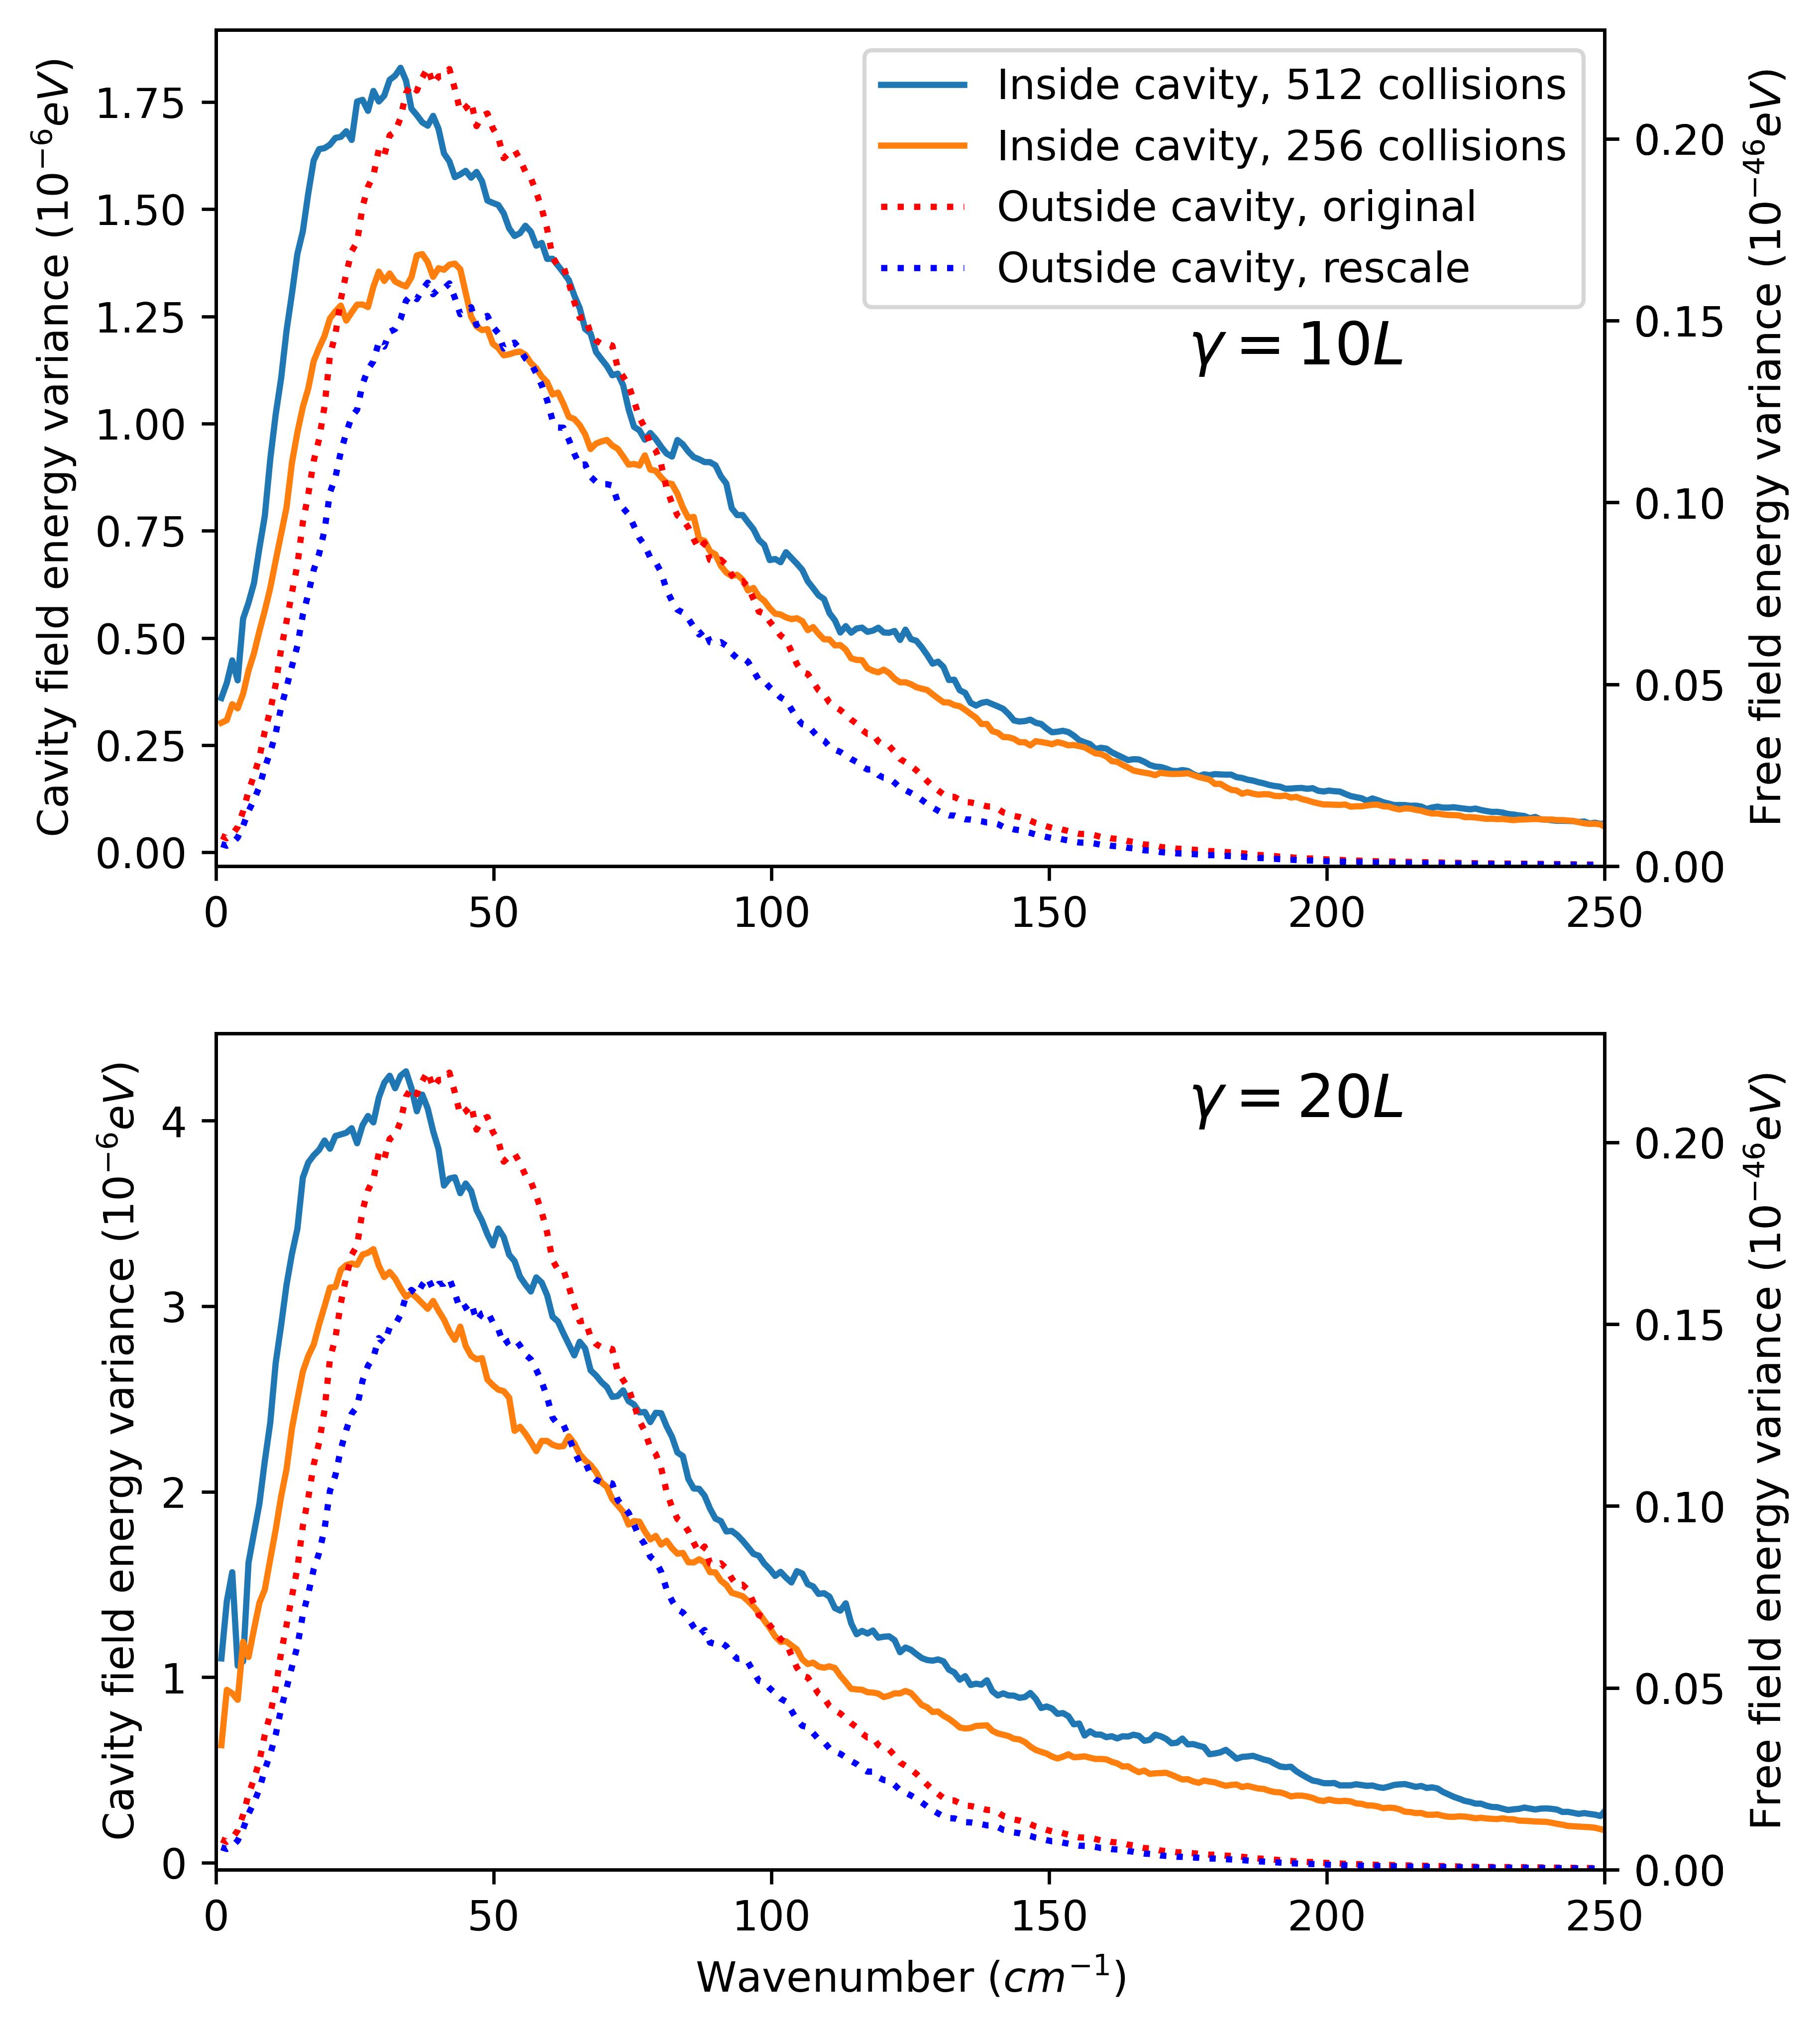 Cavity field energy variance (10⁻⁶eV)
1.75
1.50
1.25
1.00
0.75
0.50
0.25
0.00
Inside cavity, 512 collisions
Inside cavity, 256 collisions
Outside cavity, original
Outside cavity, rescale
γ = 10L
0.20
0.15
0.10
0.05
0.00
Free field energy variance (10⁻⁴⁶eV)
0 50 100 150 200 250
Cavity field energy variance (10⁻⁶eV)
4
3
2
1
0
γ = 20L
0.20
0.15
0.10
0.05
0.00
Free field energy variance (10⁻⁴⁶eV)
0 50 100 150 200 250
Wavenumber (cm⁻¹)